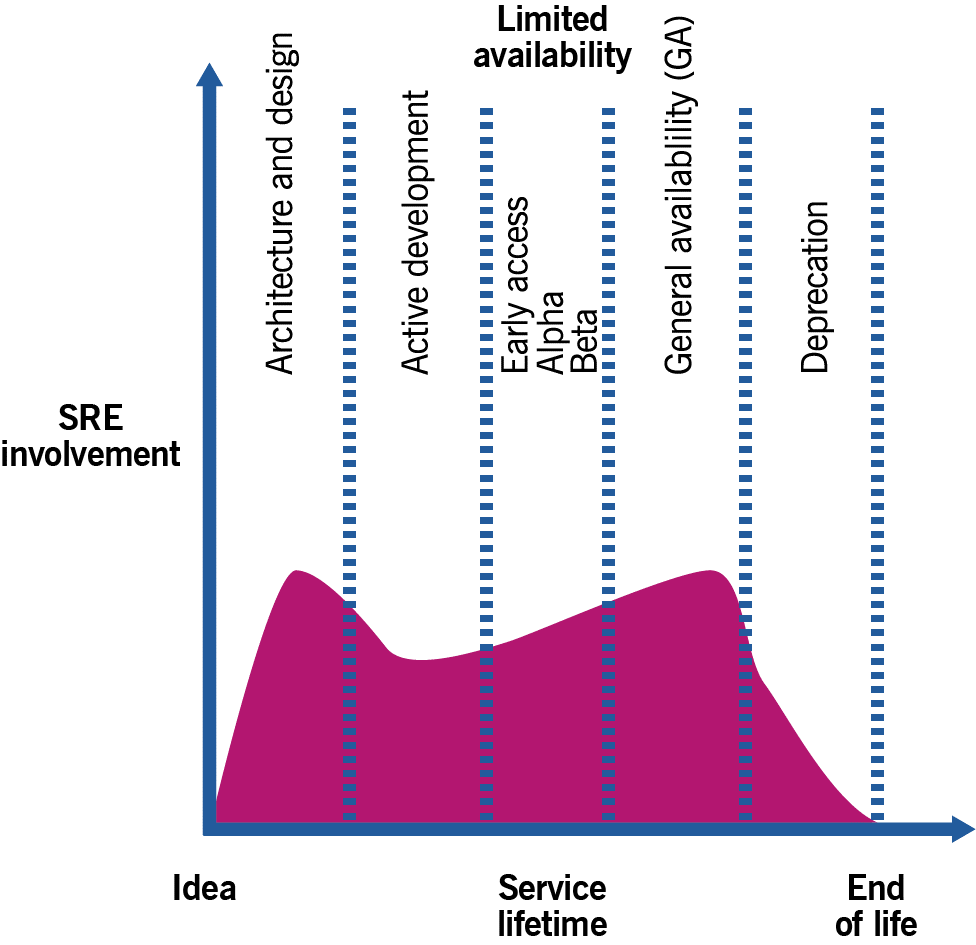 Limited
availability
Architecture and design
Active development
Early access
Alpha
Beta
General availablility (GA)
Deprecation
SRE
involvement
Idea
Service
lifetime
End
of life